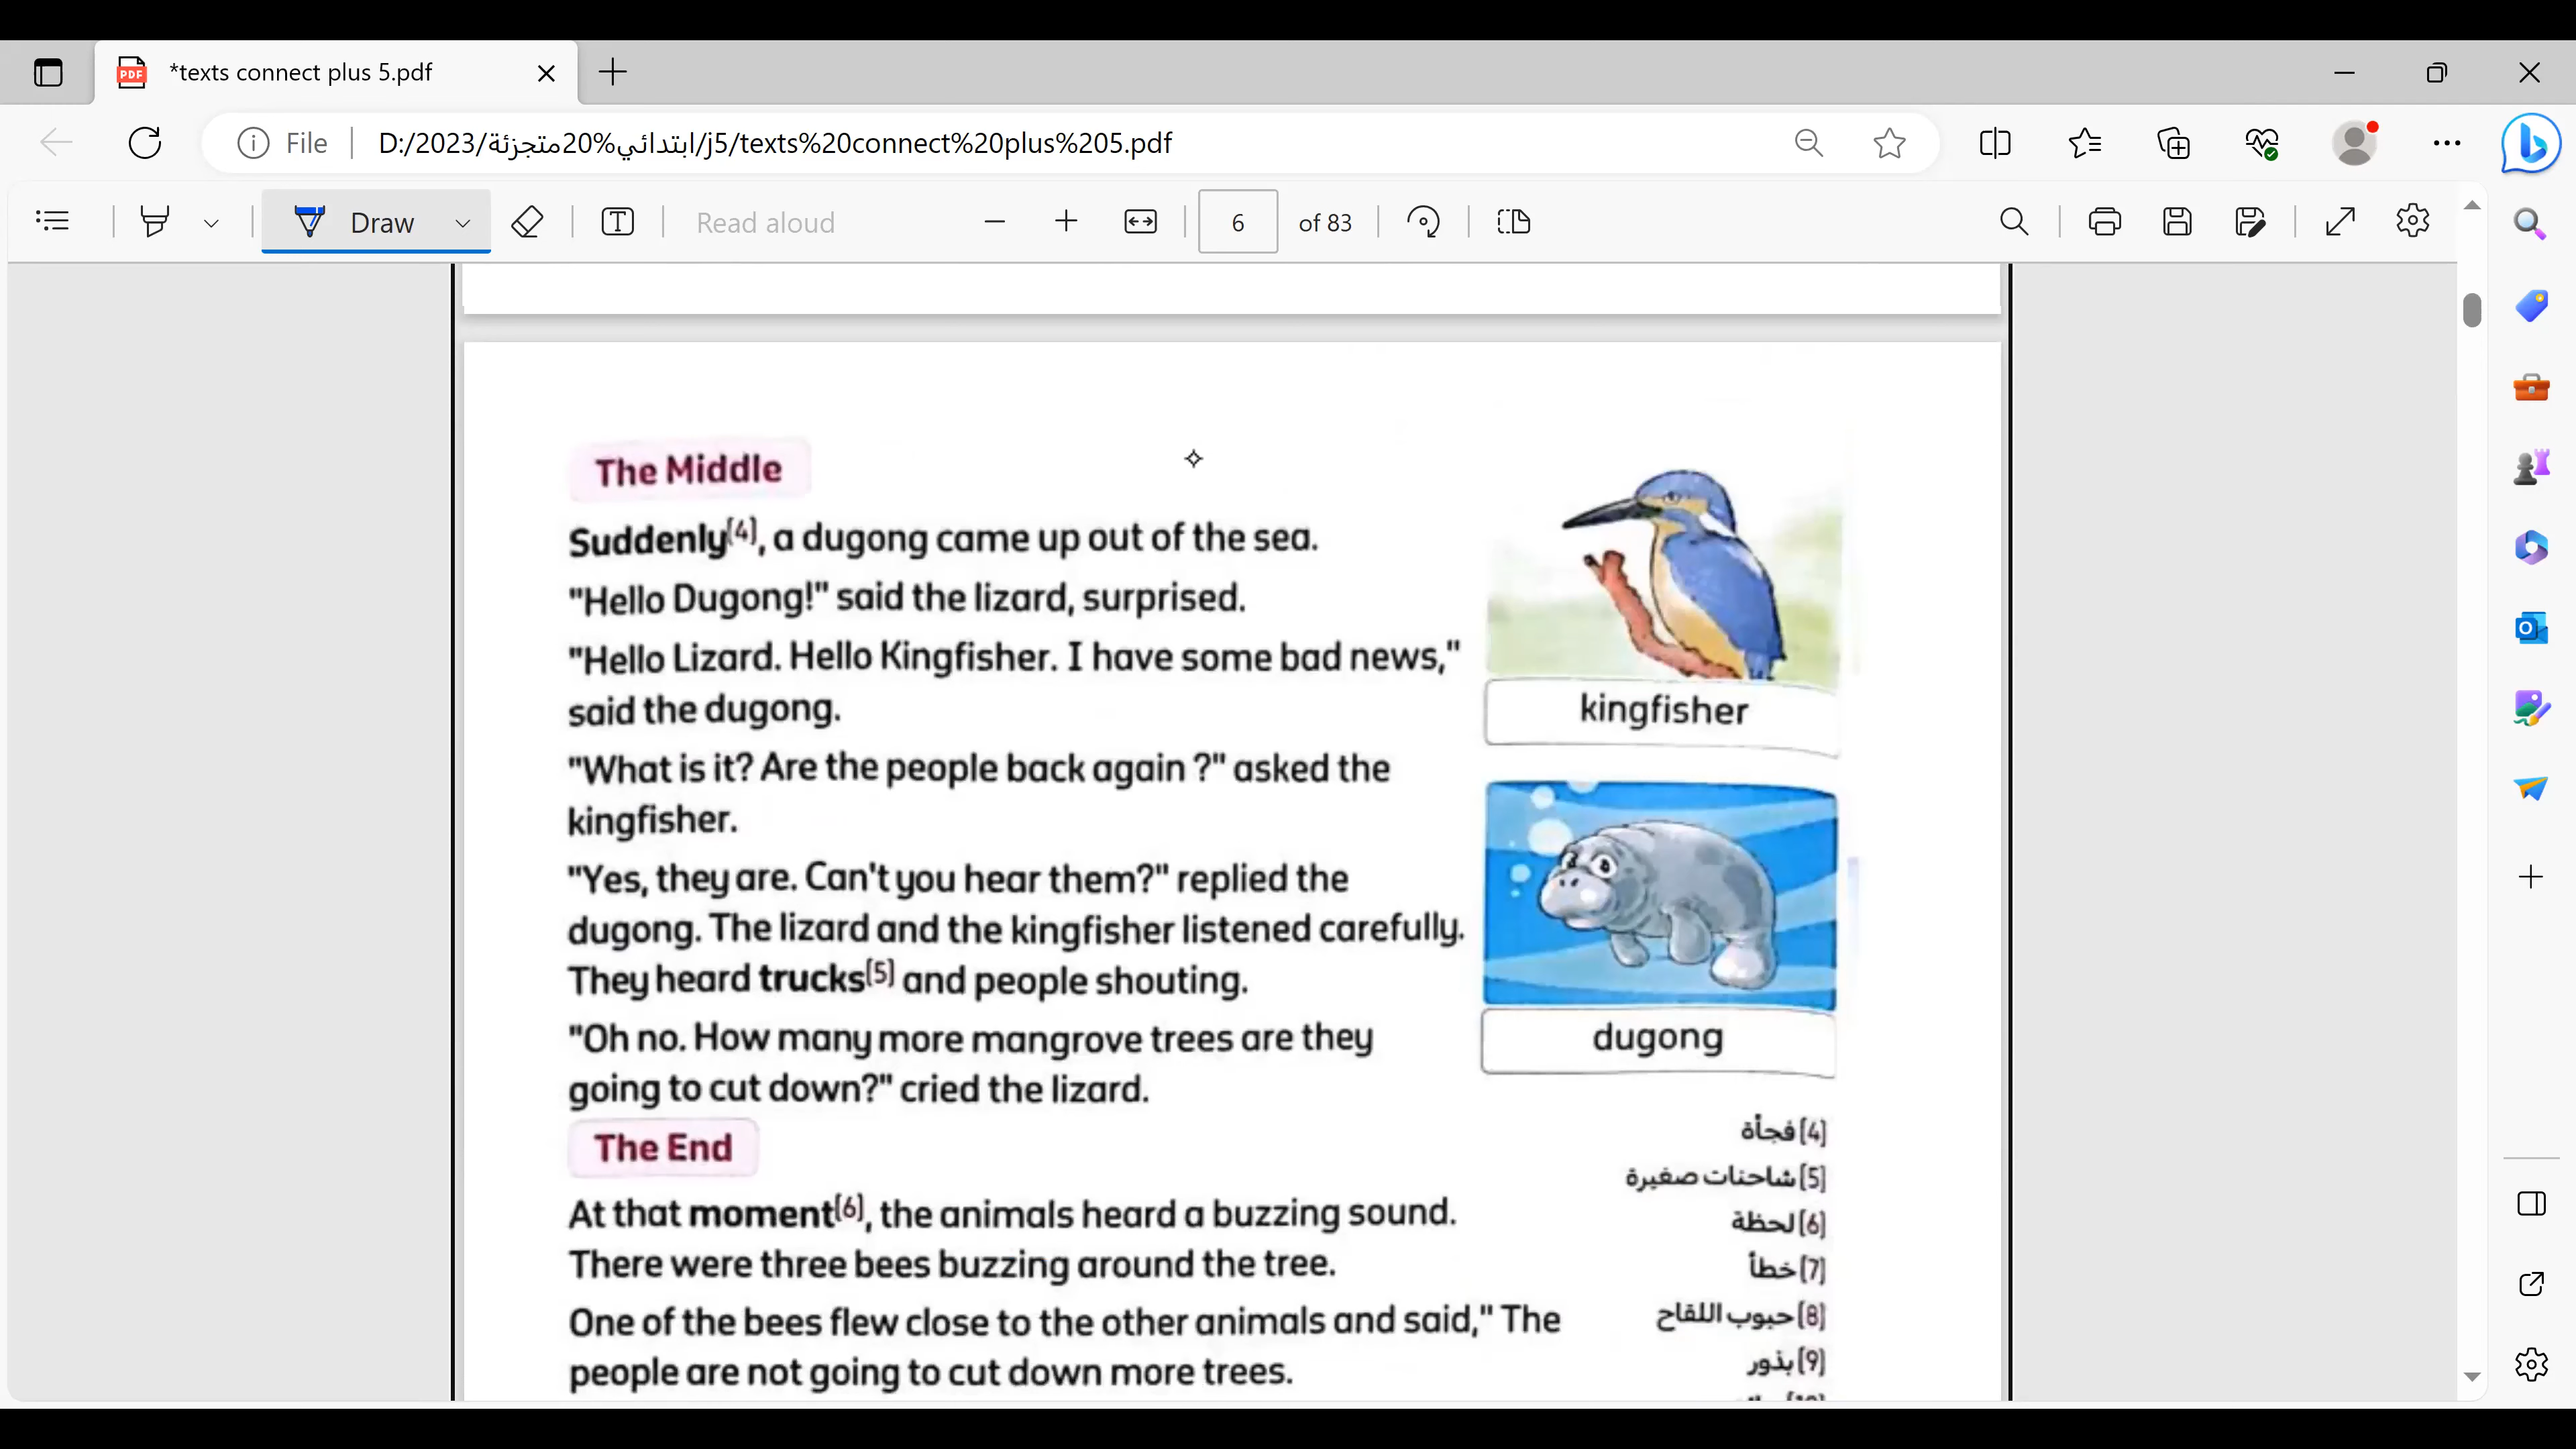 *texts connect plus 5.pdf
File
D:/2023/ابتدائي%20متجزئة/j5/texts%20connect%20plus%205.pdf
Draw
Read aloud
6
of 83
The Middle
Suddenly[4], a dugong came up out of the sea.
"Hello Dugong!" said the lizard, surprised.
"Hello Lizard. Hello Kingfisher. I have some bad news,"
said the dugong.
"What is it? Are the people back again ?" asked the
kingfisher.
"Yes, they are. Can't you hear them?" replied the
dugong. The lizard and the kingfisher listened carefully.
They heard trucks[5] and people shouting.
"Oh no. How many more mangrove trees are they
going to cut down?" cried the lizard.
kingfisher
dugong
The End
At that moment[6], the animals heard a buzzing sound.
There were three bees buzzing around the tree.
One of the bees flew close to the other animals and said," The
people are not going to cut down more trees.
[4] فجأة
[5] شاحنات صغيرة
[6] لحظة
[7] خطأ
[8] حبوب اللقاح
[9] بذور